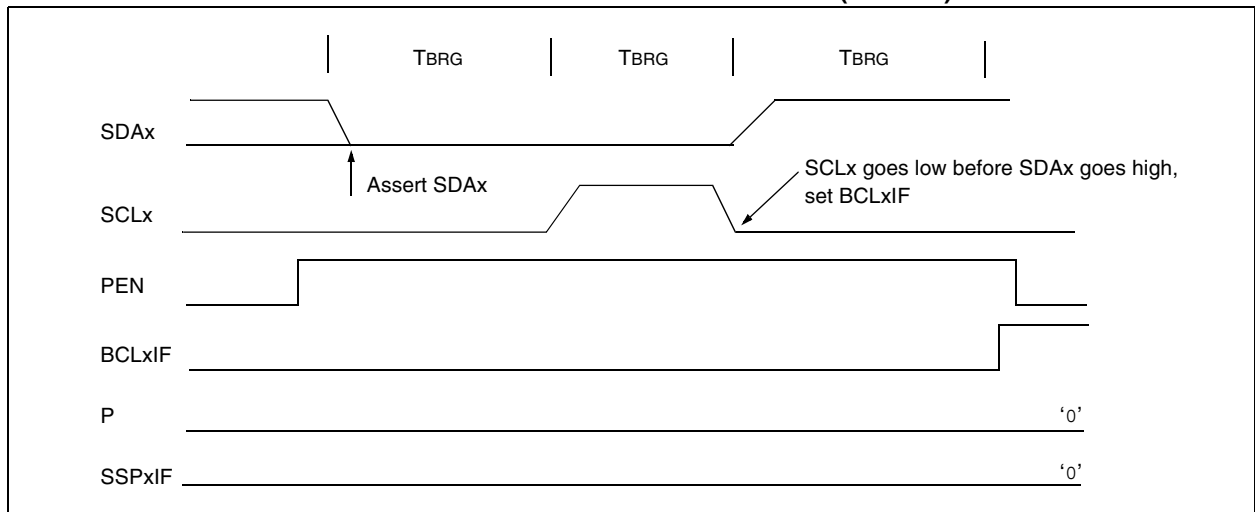 TBRG TBRG TBRG
SDAx
Assert SDAx
SCLx goes low before SDAx goes high,
set BCLxIF
SCLx
PEN
BCLxIF
P '0'
SSPxIF '0'